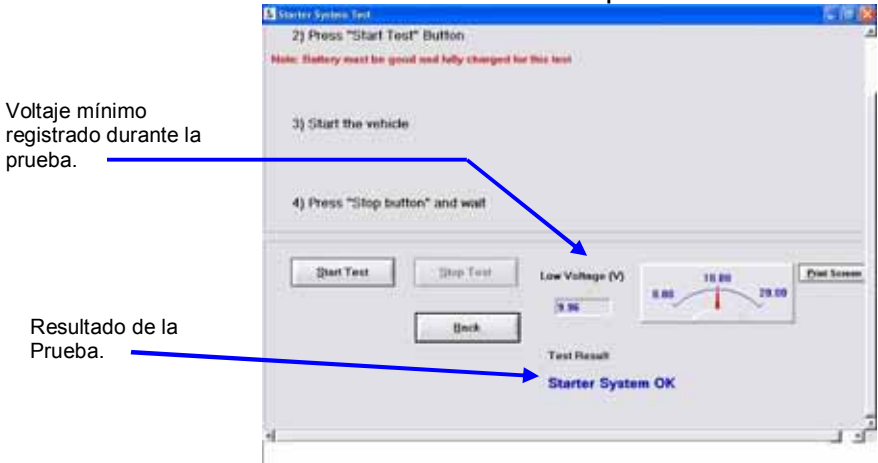 Starter System Test
2) Press "Start Test" Button
Note: Battery must be good and fully charged for this test
Voltaje mínimo
registrado durante la
prueba.
3) Start the vehicle
4) Press "Stop button" and wait
Start Test
Stop Test
Low Voltage (V)
0.00
10.00
20.00
Print Screen
9.96
Back
Resultado de la
Prueba.
Test Result
Starter System OK